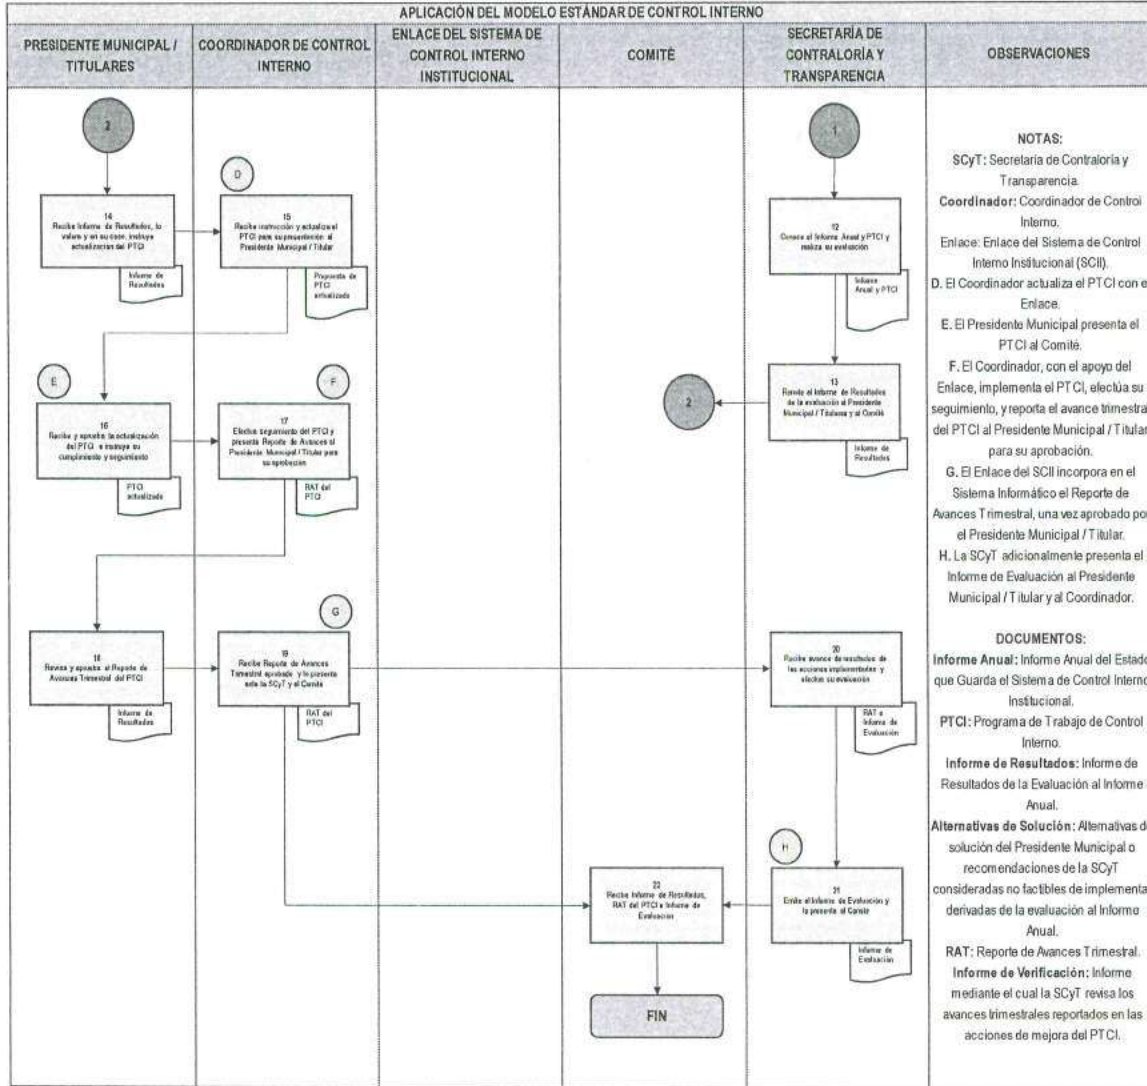 APLICACIÓN DEL MODELO ESTÁNDAR DE CONTROL INTERNO
PRESIDENTE MUNICIPAL /
TITULARES
COORDINADOR DE CONTROL
INTERNO
ENLACE DEL SISTEMA DE
CONTROL INTERNO
INSTITUCIONAL
COMITÉ
SECRETARÍA DE
CONTRALORÍA Y
TRANSPARENCIA
OBSERVACIONES
2
14
Recibe Informe de Resultados, lo
valora y en su caso, instruye
actualización del PTCI
Informe de
Resultados
D
15
Recibe instrucción y actualiza el
PTCI para su presentación al
Presidente Municipal / Titular
Propuesta de
PTCI
actualizado
1
12
Conoce el Informe Anual y PTCI y
realiza su evaluación
Informe
Anual y PTCI
E
16
Recibe y aprueba la actualización
del PTCI e instruye su
cumplimiento y seguimiento
PTCI
actualizado
F
17
Efectúa seguimiento del PTCI y
presenta Reporte de Avances al
Presidente Municipal / Titular para
su aprobación
RAT del
PTCI
2
13
Remite el Informe de Resultados
de la evaluación al Presidente
Municipal / Titulares y al Comité
Informe de
Resultados
18
Revisa y aprueba el Reporte de
Avances Trimestral del PTCI
Informe de
Resultados
G
19
Recibe Reporte de Avances
Trimestral aprobado y lo presenta
ante la SCyT y al Comité
RAT del
PTCI
20
Recibe avance de resultados de
las acciones implementadas y
efectúa su evaluación
RAT e
Informe de
Evaluación
H
21
Emite el Informe de Evaluación y
lo presenta al Comité
Informe de
Evaluación
22
Recibe Informe de Resultados,
RAT del PTCI e Informe de
Evaluación
FIN
NOTAS:
SCyT: Secretaría de Contraloría y
Transparencia.
Coordinador: Coordinador de Control
Interno.
Enlace: Enlace del Sistema de Control
Interno Institucional (SCII).
D. El Coordinador actualiza el PTCI con e
Enlace.
E. El Presidente Municipal presenta el
PTCI al Comité.
F. El Coordinador, con el apoyo del
Enlace, implementa el PTCI, efectúa su
seguimiento, y reporta el avance trimestra
del PTCI al Presidente Municipal / Titular
para su aprobación.
G. El Enlace del SCII incorpora en el
Sistema Informático el Reporte de
Avances Trimestral, una vez aprobado po
el Presidente Municipal / Titular.
H. La SCyT adicionalmente presenta el
Informe de Evaluación al Presidente
Municipal / Titular y al Coordinador.
DOCUMENTOS:
Informe Anual: Informe Anual del Estado
que Guarda el Sistema de Control Interno
Institucional.
PTCI: Programa de Trabajo de Control
Interno.
Informe de Resultados: Informe de
Resultados de la Evaluación al Informe
Anual.
Alternativas de Solución: Alternativas d
solución del Presidente Municipal o
recomendaciones de la SCyT
consideradas no factibles de implementa
derivadas de la evaluación al Informe
Anual.
RAT: Reporte de Avances Trimestral.
Informe de Verificación: Informe
mediante el cual la SCyT revisa los
avances trimestrales reportados en las
acciones de mejora del PTCI.